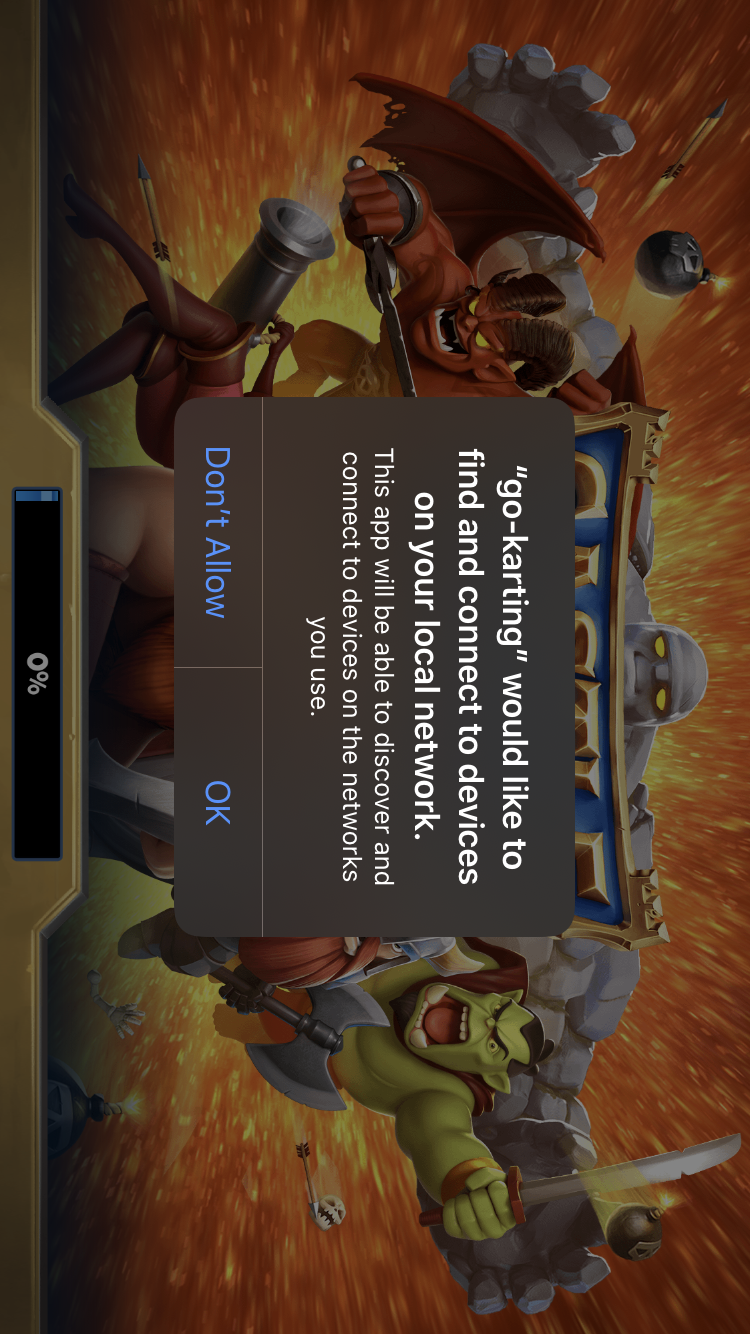 “go-karting” would like to
find and connect to devices
on your local network.
This app will be able to discover and
connect to devices on the networks
you use.
Don’t Allow
OK
0%